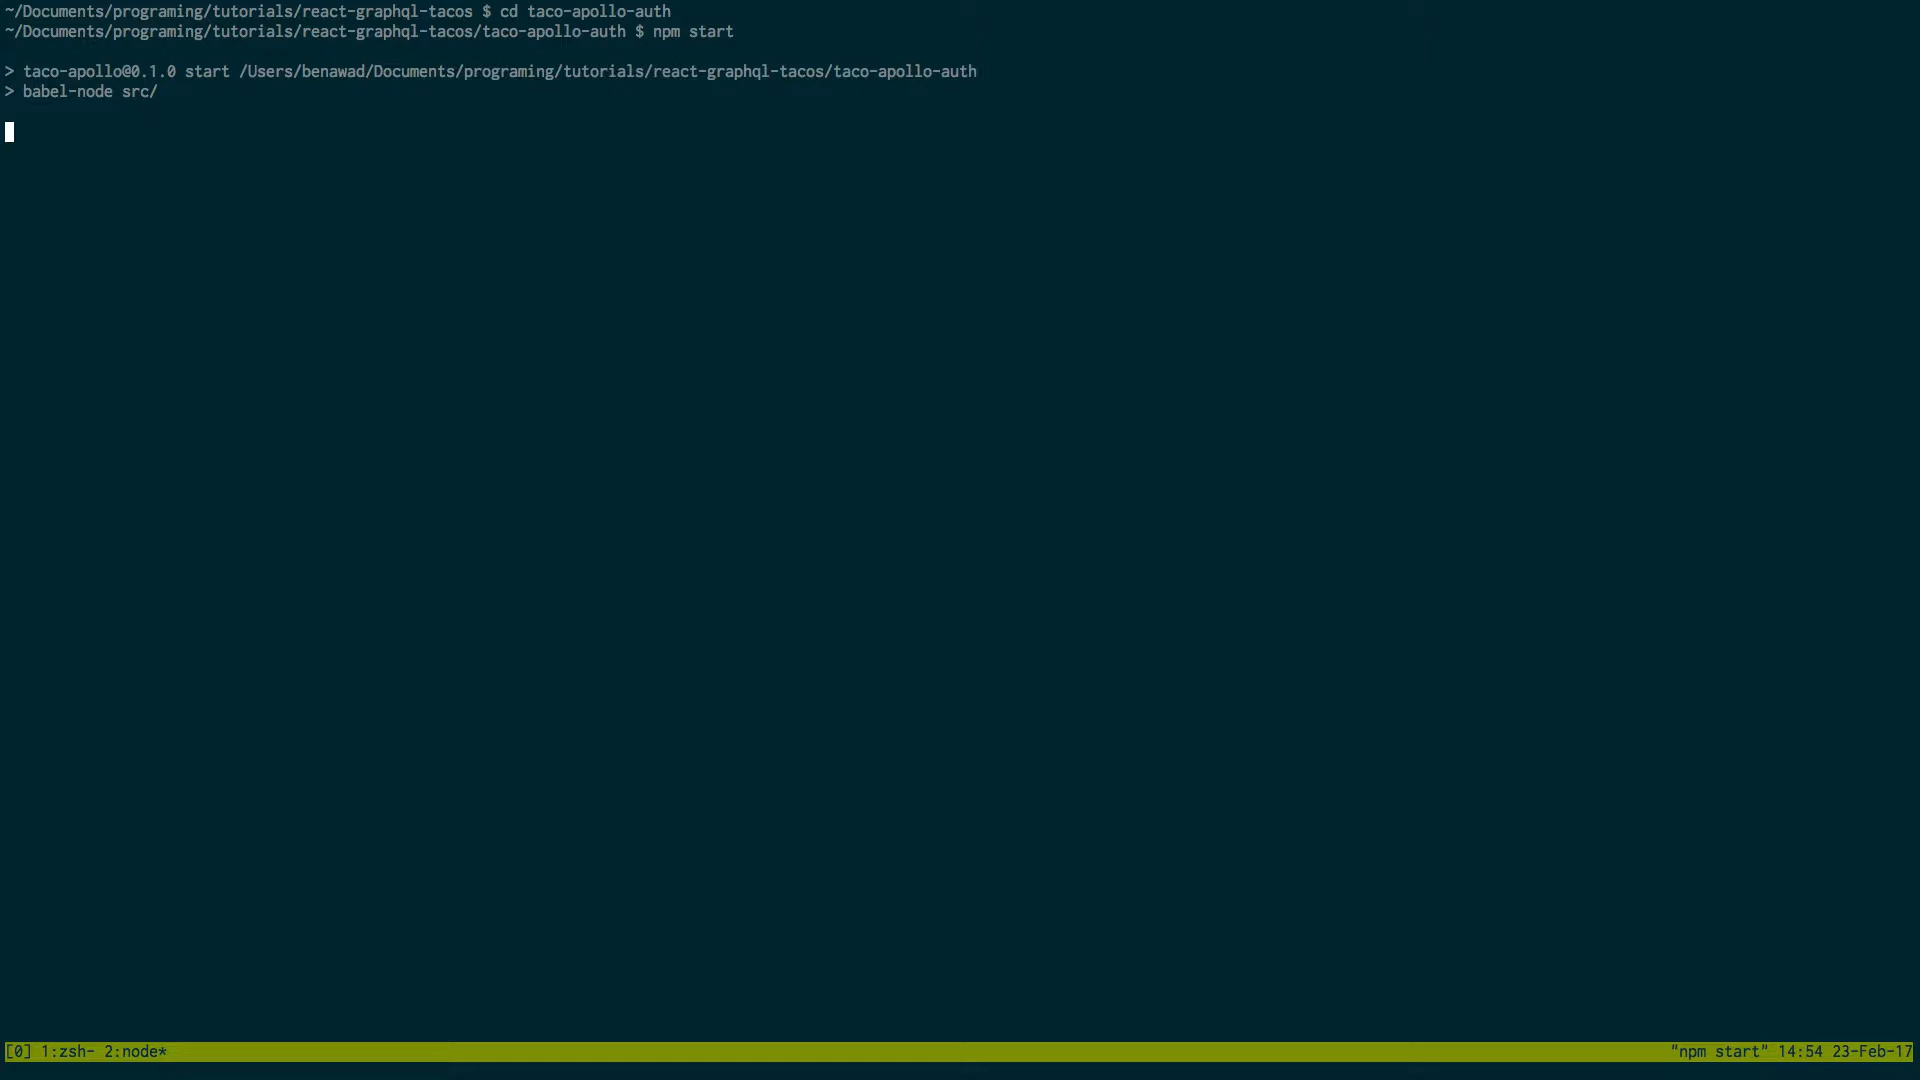 ~/Documents/programing/tutorials/react-graphql-tacos $ cd taco-apollo-auth
~/Documents/programing/tutorials/react-graphql-tacos/taco-apollo-auth $ npm start
> taco-apollo@0.1.0 start /Users/benawad/Documents/programing/tutorials/react-graphql-tacos/taco-apollo-auth
> babel-node src/
[0] 1:zsh- 2:node* "npm start" 14:54 23-Feb-17